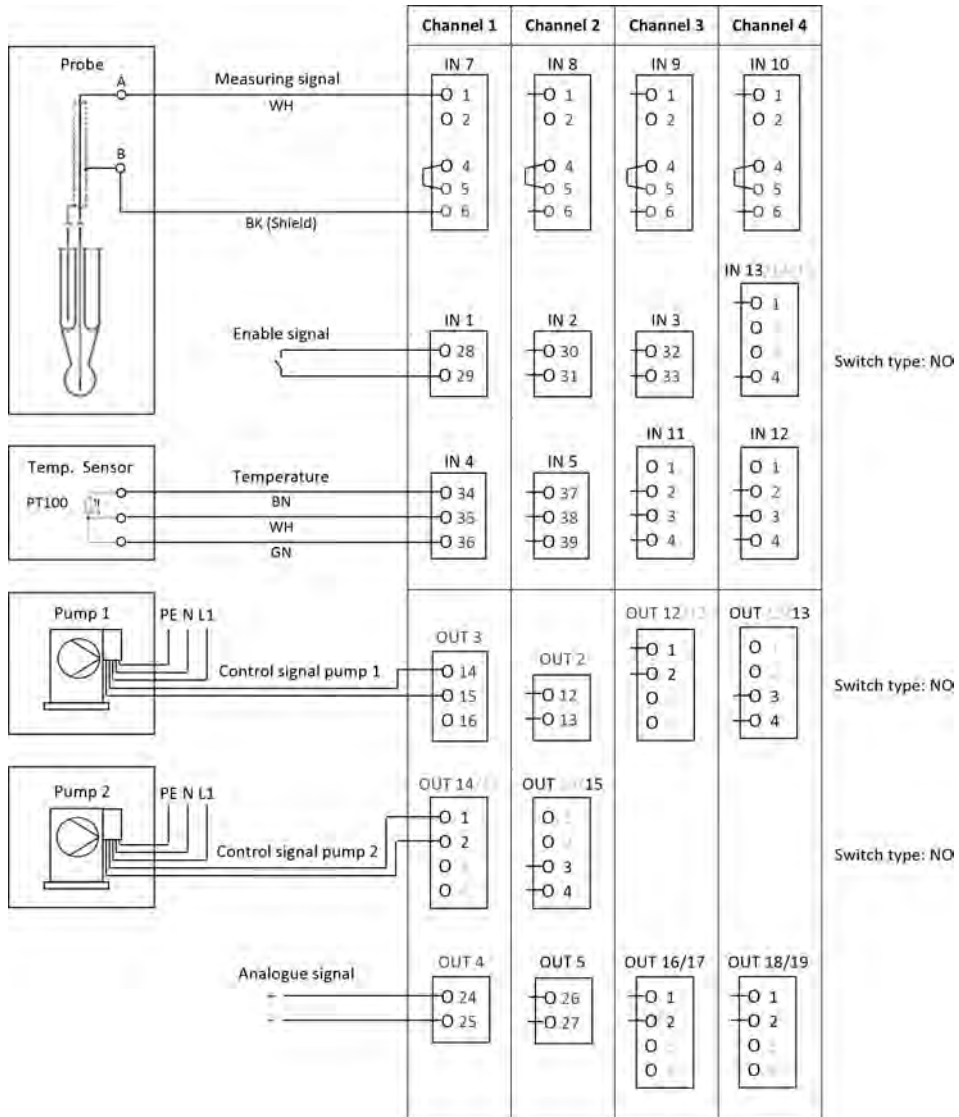 Channel 1 Channel 2 Channel 3 Channel 4
Probe
A
B
Measuring signal
WH
BK (Shield)
IN 7 IN 8 IN 9 IN 10
1 1 1 1
2 2 2 2
4 4 4 4
5 5 5 5
6 6 6 6
Enable signal
IN 1 IN 2 IN 3 IN 13
28 30 32 1
29 31 33 4
Switch type: NO
Temp. Sensor
PT100
Temperature
BN
WH
GN
IN 4 IN 5 IN 11 IN 12
34 37 1 1
35 38 2 2
36 39 3 3
4 4
Pump 1
PE N L1
Control signal pump 1
OUT 3 OUT 2 OUT 12 OUT 13
14 12 1 3
15 13 2 4
16
Switch type: NO
Pump 2
PE N L1
Control signal pump 2
OUT 14 OUT 15
1 3
2 4
Switch type: NO
Analogue signal
OUT 4 OUT 5 OUT 16/17 OUT 18/19
24 26 1 1
25 27 2 2